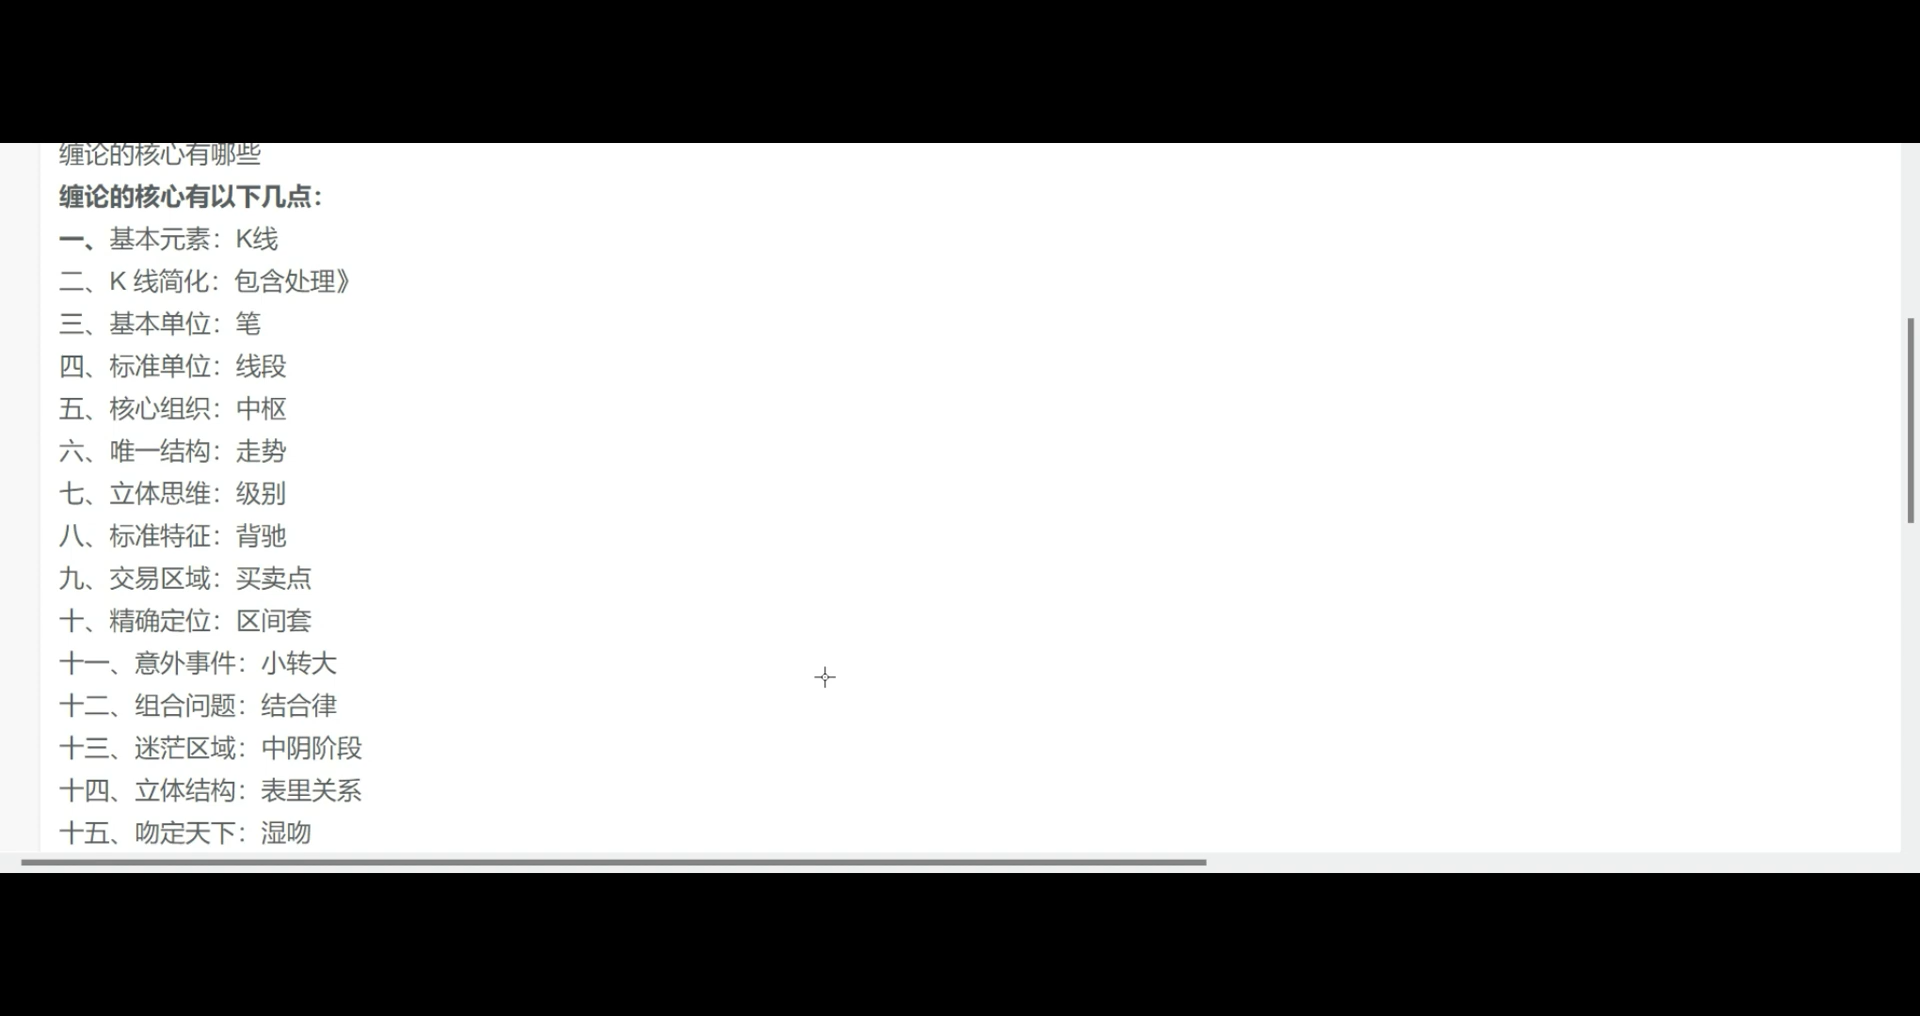 缠论的核心有哪些
缠论的核心有以下几点：
一、基本元素：K线
二、K 线简化：包含处理》
三、基本单位：笔
四、标准单位：线段
五、核心组织：中枢
六、唯一结构：走势
七、立体思维：级别
八、标准特征：背驰
九、交易区域：买卖点
十、精确定位：区间套
十一、意外事件：小转大
十二、组合问题：结合律
十三、迷茫区域：中阴阶段
十四、立体结构：表里关系
十五、吻定天下：湿吻